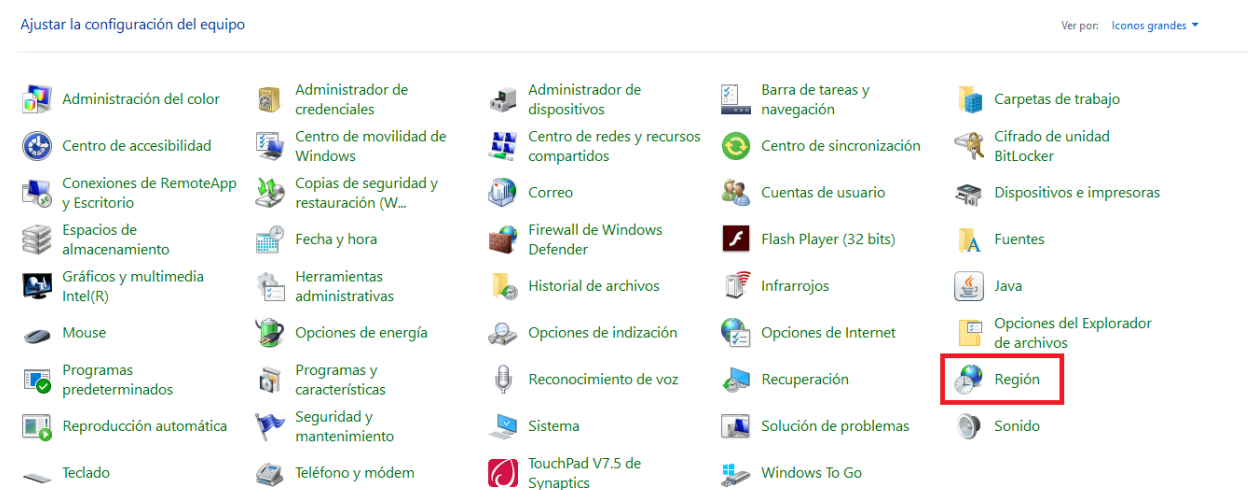 Ajustar la configuración del equipo
Ver por: Iconos grandes
Administración del color
Administrador de
credenciales
Administrador de
dispositivos
Barra de tareas y
navegación
Carpetas de trabajo
Centro de accesibilidad
Centro de movilidad de
Windows
Centro de redes y recursos
compartidos
Centro de sincronización
Cifrado de unidad
BitLocker
Conexiones de RemoteApp
y Escritorio
Copias de seguridad y
restauración (W...
Correo
Cuentas de usuario
Dispositivos e impresoras
Espacios de
almacenamiento
Fecha y hora
Firewall de Windows
Defender
Flash Player (32 bits)
Fuentes
Gráficos y multimedia
Intel(R)
Herramientas
administrativas
Historial de archivos
Infrarrojos
Java
Mouse
Opciones de energía
Opciones de indización
Opciones de Internet
Opciones del Explorador
de archivos
Programas
predeterminados
Programas y
características
Reconocimiento de voz
Recuperación
Región
Reproducción automática
Seguridad y
mantenimiento
Sistema
Solución de problemas
Sonido
Teclado
Teléfono y módem
TouchPad V7.5 de
Synaptics
Windows To Go